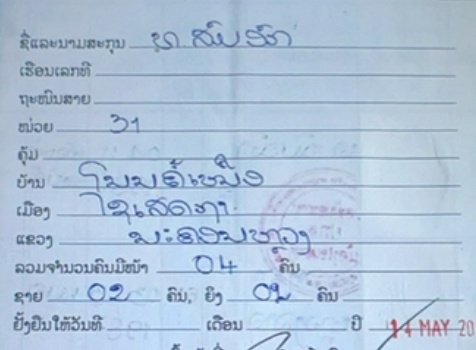 ຊື່ແລະນາມສະກຸນ ທ ສົມອົກ
ເຮືອນເລກທີ
ຖະໜົນສາຍ
ໜ່ວຍ 31
ຄຸ້ມ
ບ້ານ ໂນນຄໍ້ເໜືອ
ເມືອງ ໄຊເສດຖາ
ແຂວງ ນະຄອນຫຼວງ
ລວມຈຳນວນຄົນມີໜ້າ 04 ຄົນ
ຊາຍ 02 ຄົນ, ຍິງ 02 ຄົນ
ຢັ້ງຢືນໃຫ້ວັນທີ ເດືອນ ປີ 14 MAY 20